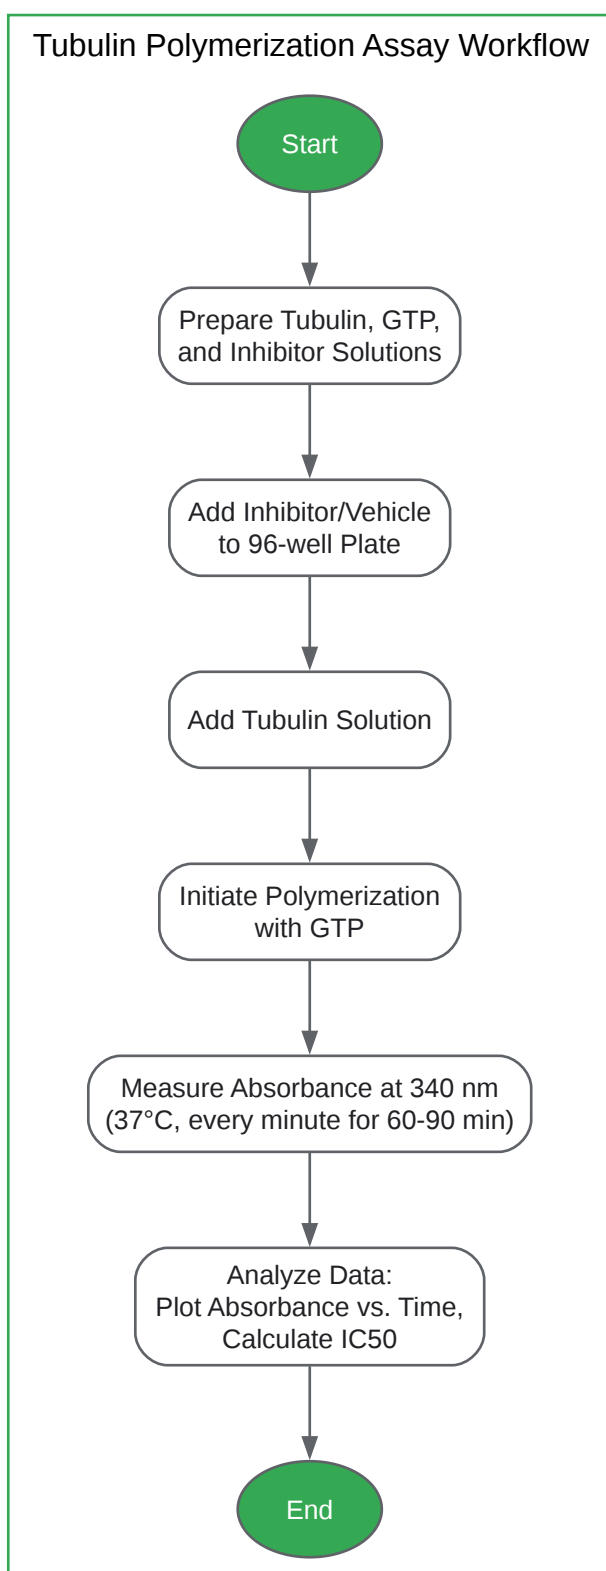 Tubulin Polymerization Assay Workflow
Start
Prepare Tubulin, GTP,
and Inhibitor Solutions
Add Inhibitor/Vehicle
to 96-well Plate
Add Tubulin Solution
Initiate Polymerization
with GTP
Measure Absorbance at 340 nm
(37°C, every minute for 60-90 min)
Analyze Data:
Plot Absorbance vs. Time,
Calculate IC50
End